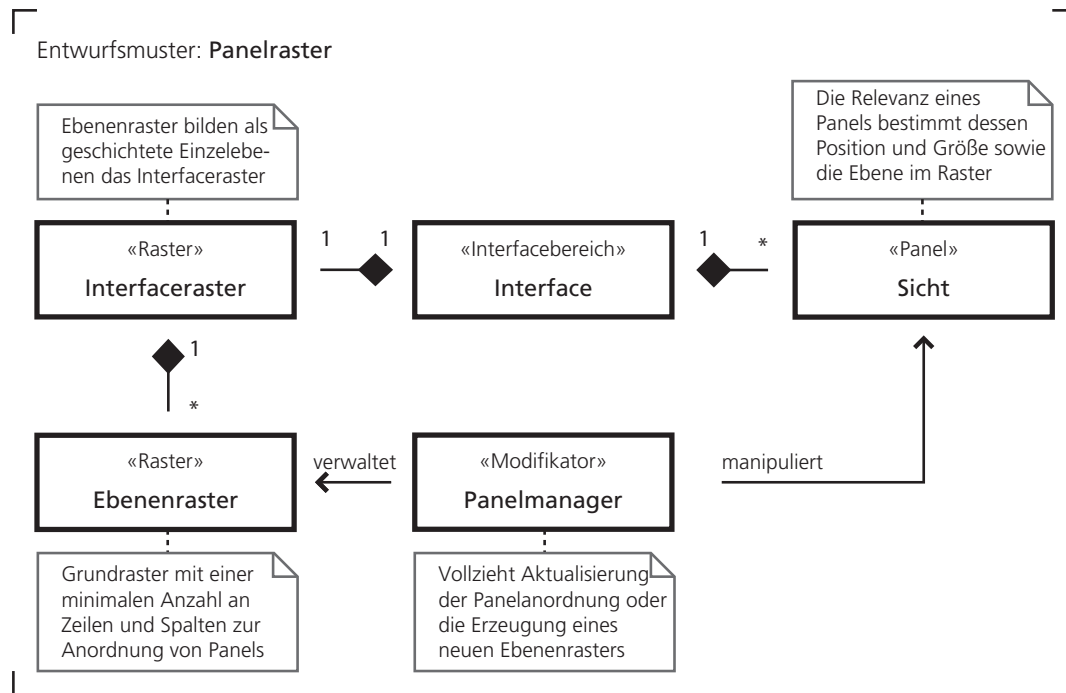 Entwurfsmuster: Panelraster
Ebenenraster bilden als
geschichtete Einzelebe-
nen das Interfaceraster
Die Relevanz eines
Panels bestimmt dessen
Position und Größe sowie
die Ebene im Raster
«Raster»
Interfaceraster
1
1
«Interfacebereich»
Interface
1
*
«Panel»
Sicht
1
*
«Raster»
Ebenenraster
verwaltet
«Modifikator»
Panelmanager
manipuliert
Grundraster mit einer
minimalen Anzahl an
Zeilen und Spalten zur
Anordnung von Panels
Vollzieht Aktualisierung
der Panelanordnung oder
die Erzeugung eines
neuen Ebenenrasters